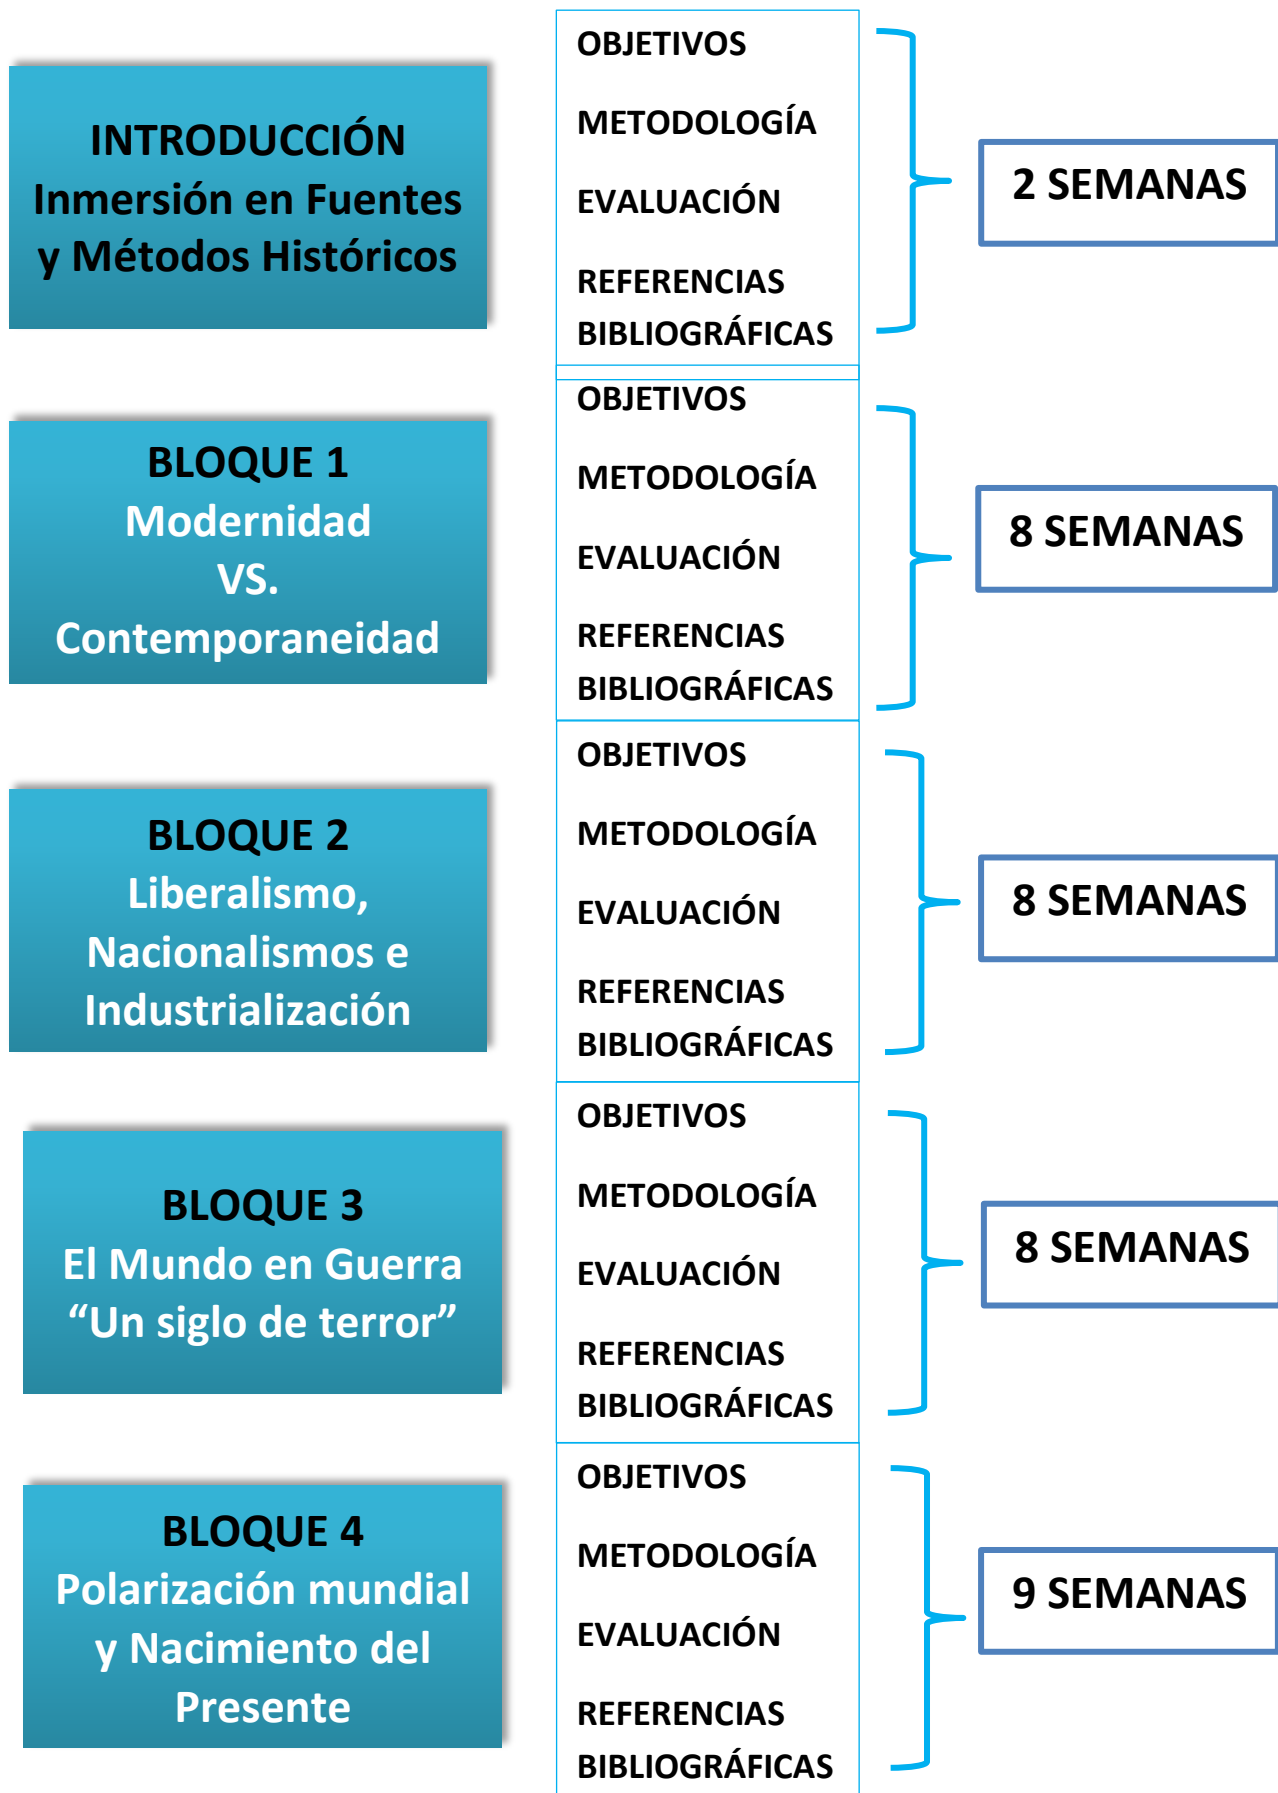 INTRODUCCIÓN
Inmersión en Fuentes
y Métodos Históricos
OBJETIVOS
METODOLOGÍA
EVALUACIÓN
REFERENCIAS
BIBLIOGRÁFICAS
2 SEMANAS
BLOQUE 1
Modernidad
VS.
Contemporaneidad
OBJETIVOS
METODOLOGÍA
EVALUACIÓN
REFERENCIAS
BIBLIOGRÁFICAS
8 SEMANAS
BLOQUE 2
Liberalismo,
Nacionalismos e
Industrialización
OBJETIVOS
METODOLOGÍA
EVALUACIÓN
REFERENCIAS
BIBLIOGRÁFICAS
8 SEMANAS
BLOQUE 3
El Mundo en Guerra
“Un siglo de terror”
OBJETIVOS
METODOLOGÍA
EVALUACIÓN
REFERENCIAS
BIBLIOGRÁFICAS
8 SEMANAS
BLOQUE 4
Polarización mundial
y Nacimiento del
Presente
OBJETIVOS
METODOLOGÍA
EVALUACIÓN
REFERENCIAS
BIBLIOGRÁFICAS
9 SEMANAS